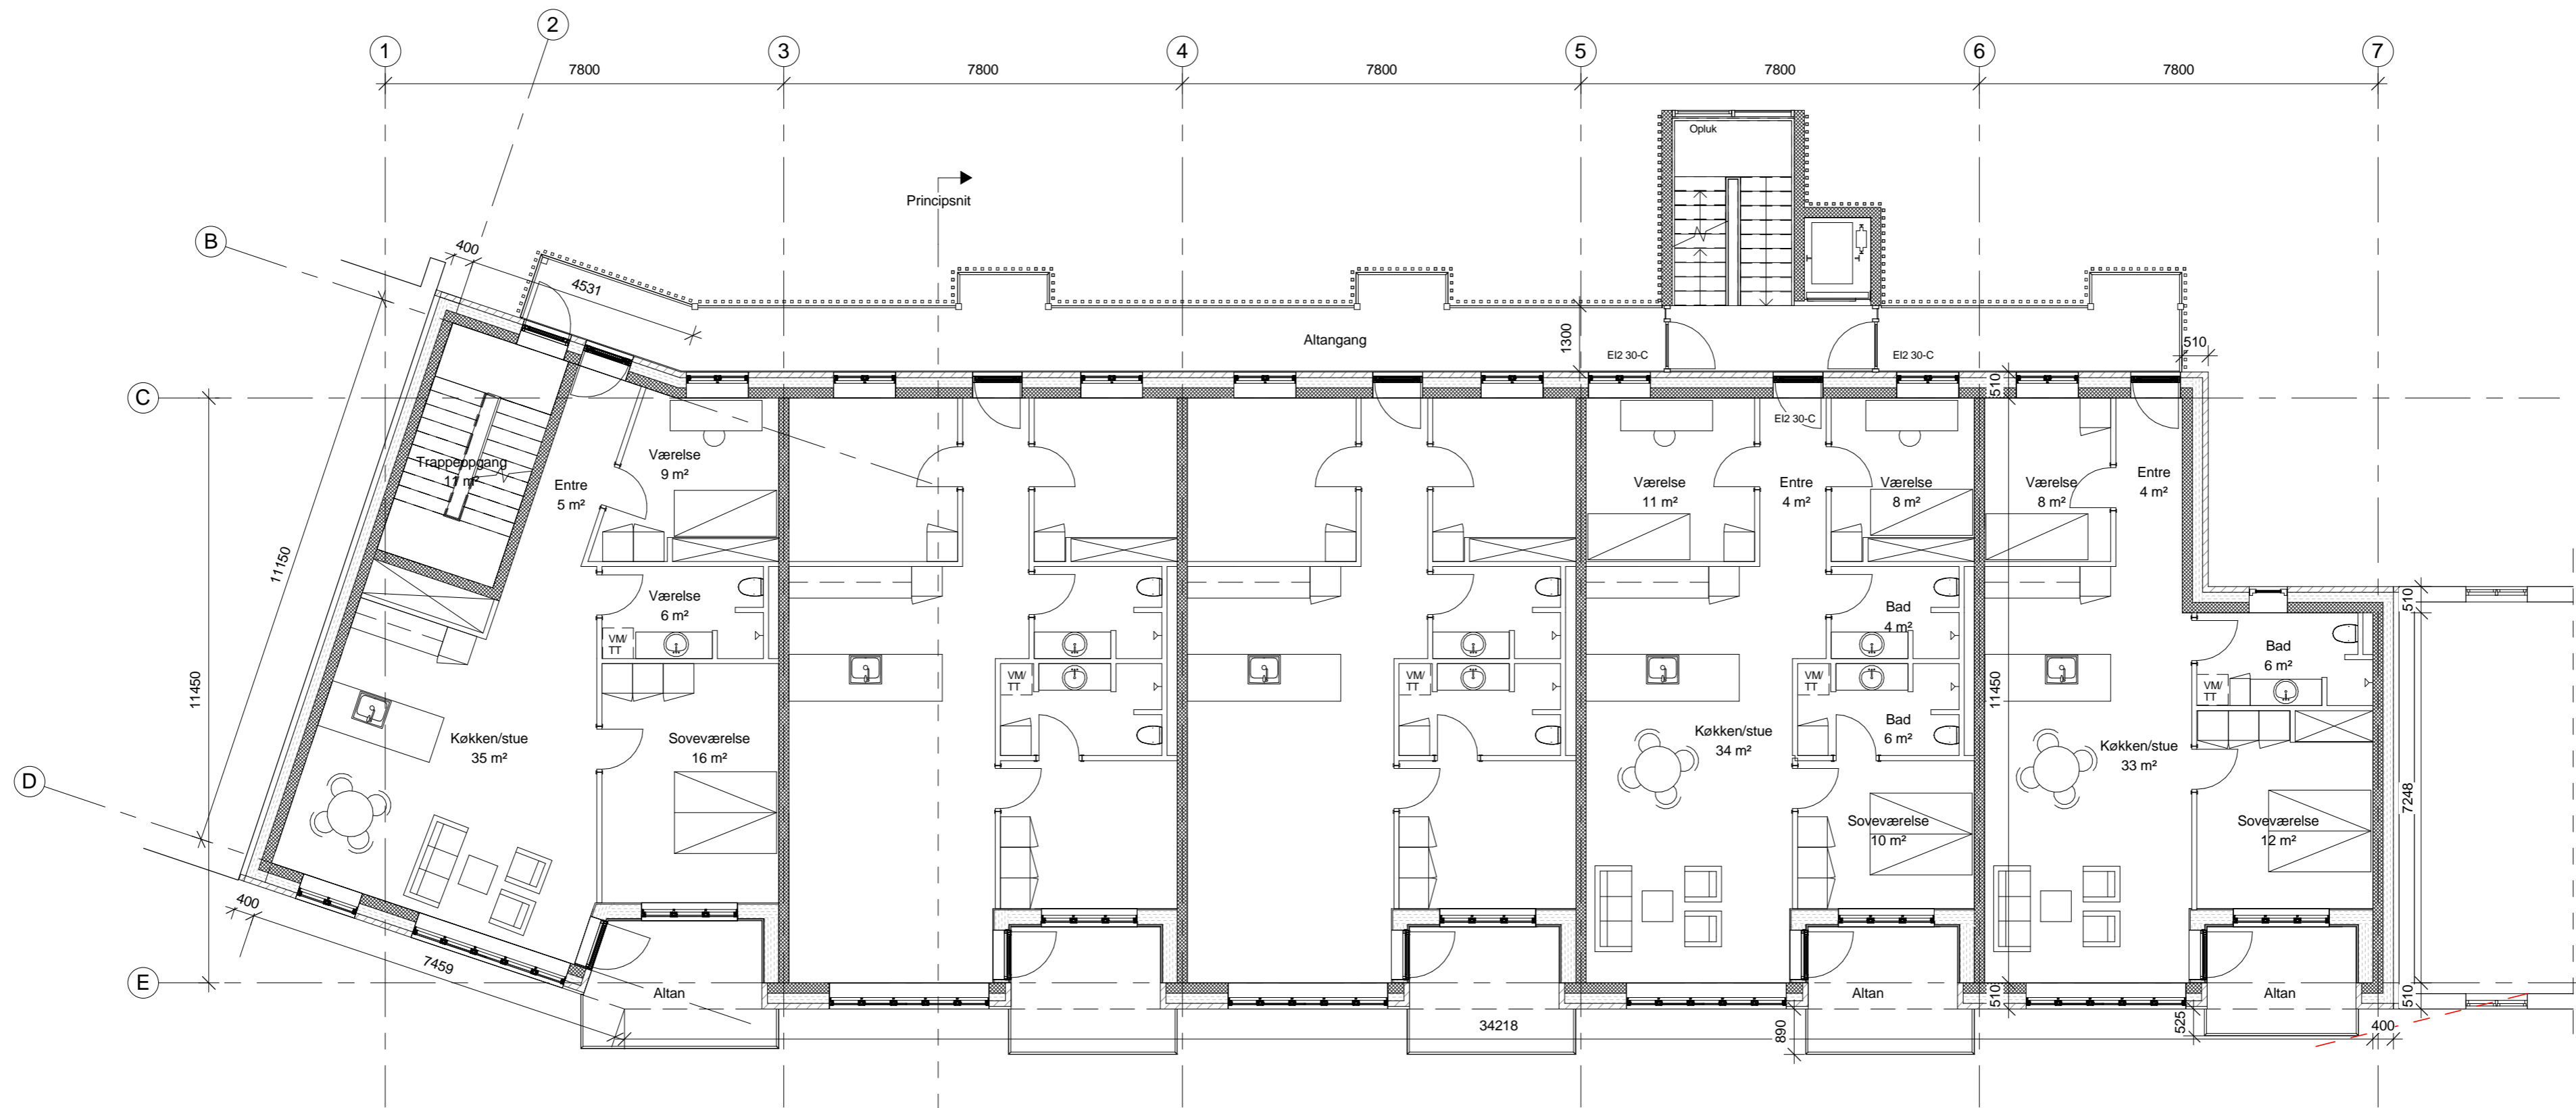 2
1
3
4
5
6
7
7800
7800
7800
7800
7800
Opluk
Principsnit
B
400
4531
Altangang
1300
EI2 30-C
EI2 30-C
510
510
C
EI2 30-C
Trappeopgang
11 m²
Entre
5 m²
Værelse
9 m²
Værelse
11 m²
Entre
4 m²
Værelse
8 m²
Værelse
8 m²
Entre
4 m²
11150
11450
Værelse
6 m²
VM/
TT
Bad
4 m²
510
Bad
6 m²
VM/
TT
VM/
TT
VM/
TT
VM/
TT
11450
Køkken/stue
35 m²
Soveværelse
16 m²
Køkken/stue
34 m²
Bad
6 m²
Køkken/stue
33 m²
D
Soveværelse
10 m²
Soveværelse
12 m²
7248
400
7459
E
Altan
Altan
Altan
510
510
34218
890
525
400